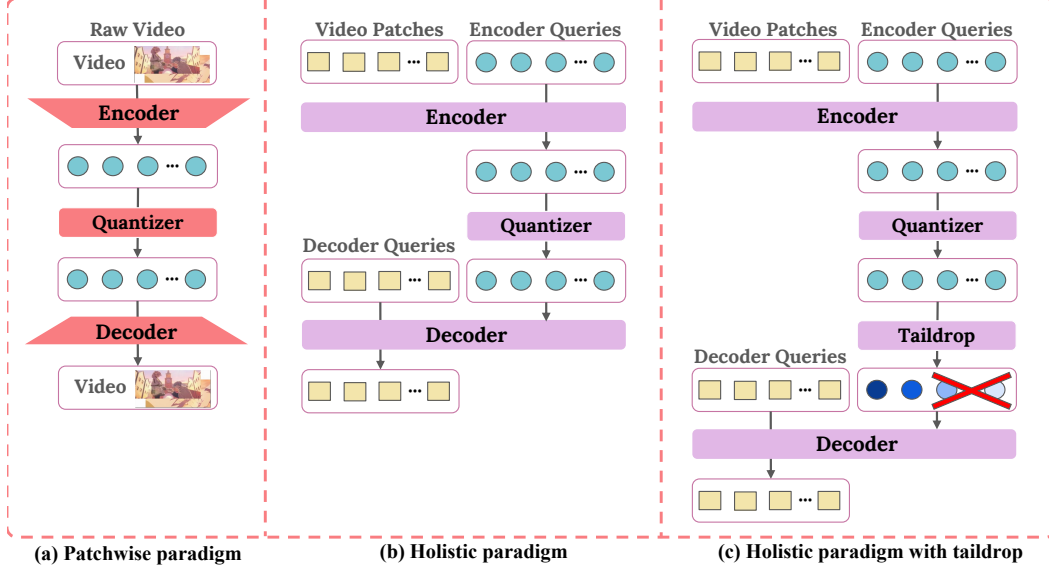 Raw Video
Video
Encoder
...
Quantizer
...
Decoder
Video
(a) Patchwise paradigm
Video Patches
Encoder Queries
...
...
Encoder
...
Quantizer
Decoder Queries
...
...
Decoder
...
(b) Holistic paradigm
Video Patches
Encoder Queries
...
...
Encoder
...
Quantizer
...
Taildrop
Decoder Queries
...
Decoder
...
(c) Holistic paradigm with taildrop